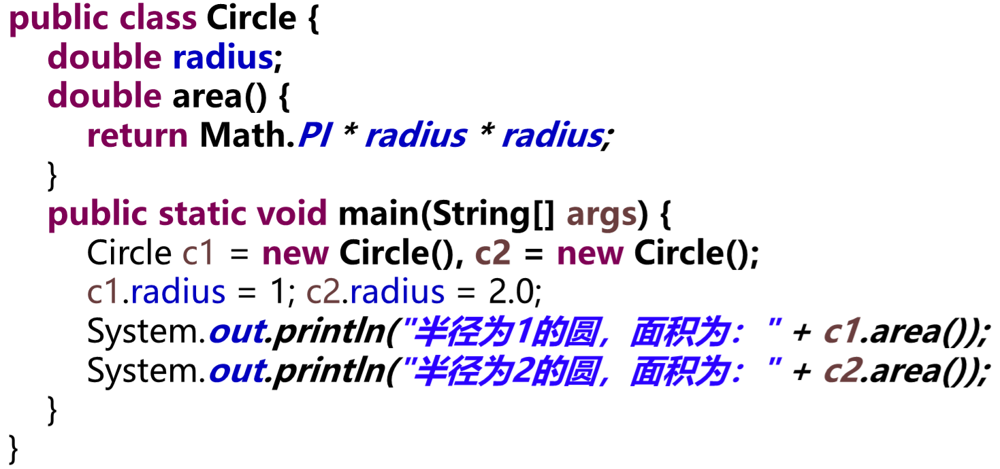 public class Circle {
double radius;
double area() {
return Math.PI * radius * radius;
}
public static void main(String[] args) {
Circle c1 = new Circle(), c2 = new Circle();
c1.radius = 1; c2.radius = 2.0;
System.out.println("半径为1的圆，面积为：" + c1.area());
System.out.println("半径为2的圆，面积为：" + c2.area());
}
}